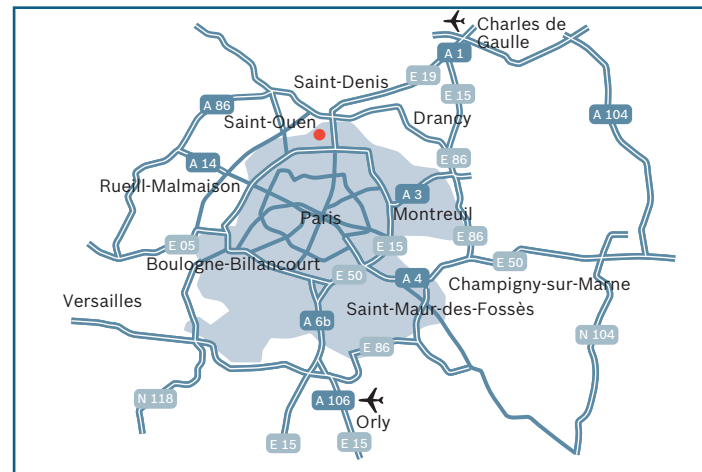 Charles de
Gaulle
A 1
E 19
Saint-Denis
E 15
A 86
A 104
Saint-Ouen
Drancy
E 86
A 14
Rueill-Malmaison
A 3
Paris
Montreuil
E 86
E 05
E 15
Boulogne-Billancourt
E 50
E 50
A 4
Champigny-sur-Marne
Versailles
Saint-Maur-des-Fossès
A 6b
N 104
E 86
N 118
A 106
Orly
E 15
E 15